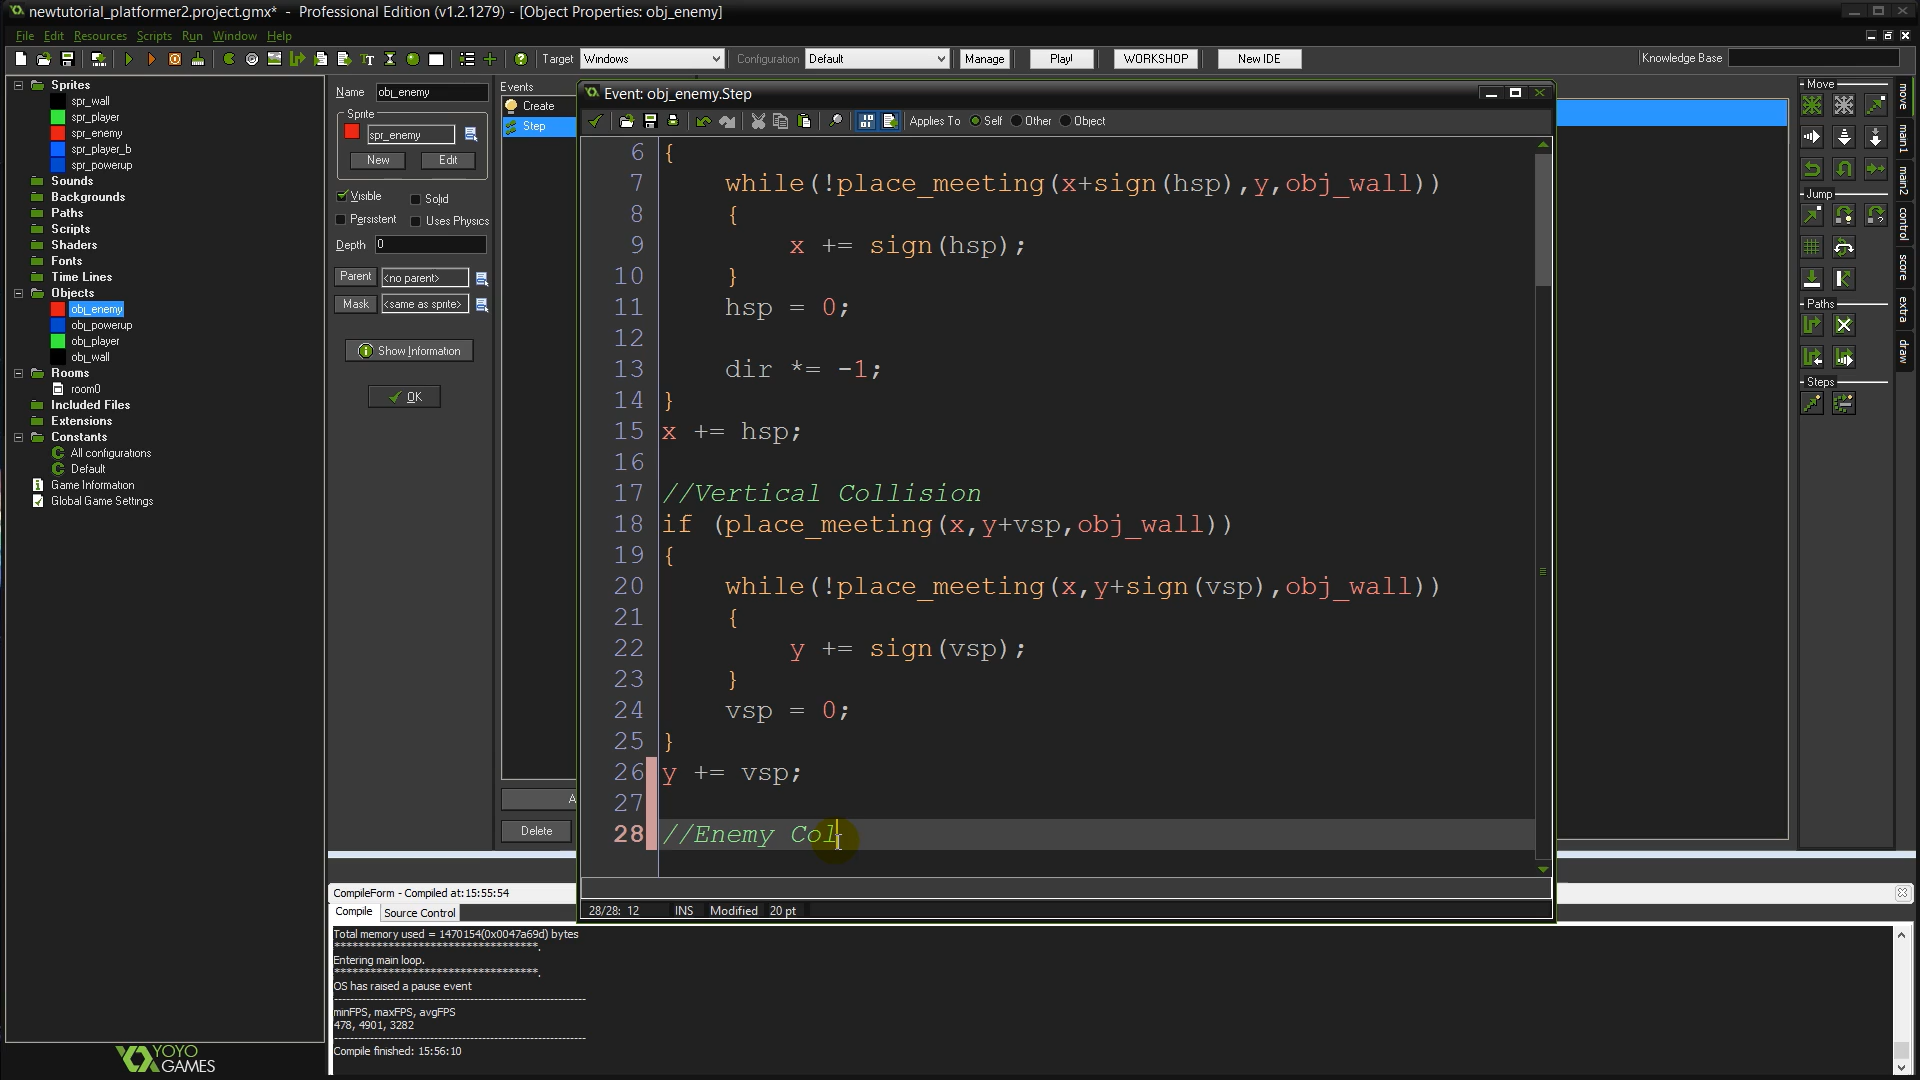 newtutorial_platformer2.project.gmx* - Professional Edition (v1.2.1279) - [Object Properties: obj_enemy]
File Edit Resources Scripts Run Window Help
Target Windows Configuration Default Manage Play! WORKSHOP New IDE Knowledge Base
Sprites
spr_wall
spr_player
spr_enemy
spr_player_b
spr_powerup
Sounds
Backgrounds
Paths
Scripts
Shaders
Fonts
Time Lines
Objects
obj_enemy
obj_powerup
obj_player
obj_wall
Rooms
room0
Included Files
Extensions
Constants
All configurations
Default
Game Information
Global Game Settings
YOYO
GAMES
Name obj_enemy
Sprite
spr_enemy
New Edit
Visible Solid
Persistent Uses Physics
Depth 0
Parent <no parent>
Mask <same as sprite>
Show Information
OK
Events
Create
Step
A
Delete
Event: obj_enemy.Step
Applies To Self Other Object
6 {
7 while(!place_meeting(x+sign(hsp),y,obj_wall))
8 {
9 x += sign(hsp);
10 }
11 hsp = 0;
12
13 dir *= -1;
14 }
15 x += hsp;
16
17 //Vertical Collision
18 if (place_meeting(x,y+vsp,obj_wall))
19 {
20 while(!place_meeting(x,y+sign(vsp),obj_wall))
21 {
22 y += sign(vsp);
23 }
24 vsp = 0;
25 }
26 y += vsp;
27
28 //Enemy Col
28/28: 12 INS Modified 20 pt
Move
Jump
Paths
Steps
move
main1
main2
control
score
extra
draw
CompileForm - Compiled at: 15:55:54
Compile Source Control
Total memory used = 1470154(0x0047a69d) bytes
**********************************.
Entering main loop.
**********************************.
OS has raised a pause event
--------------------------------------------------
minFPS, maxFPS, avgFPS
478, 4901, 3282
--------------------------------------------------
Compile finished: 15:56:10